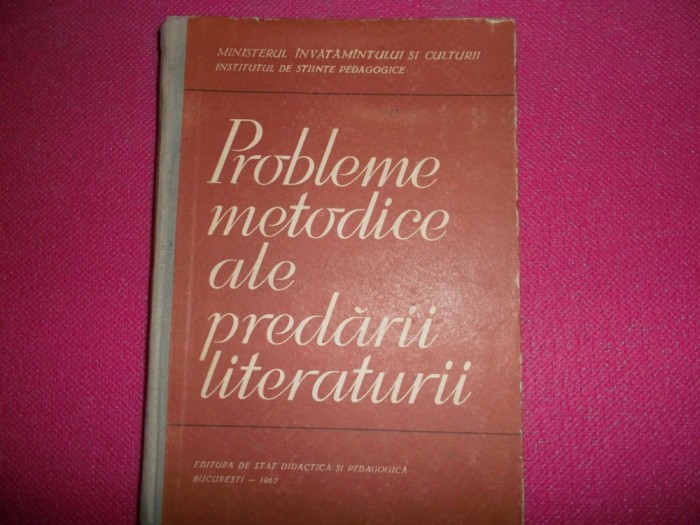 MINISTERUL ÎNVĂȚĂMÎNTULUI ȘI CULTURII
INSTITUTUL DE ȘTIINȚE PEDAGOGICE
Probleme
metodice
ale
predării
literaturii
EDITURA DE STAT DIDACTICĂ ȘI PEDAGOGICĂ
BUCUREȘTI –